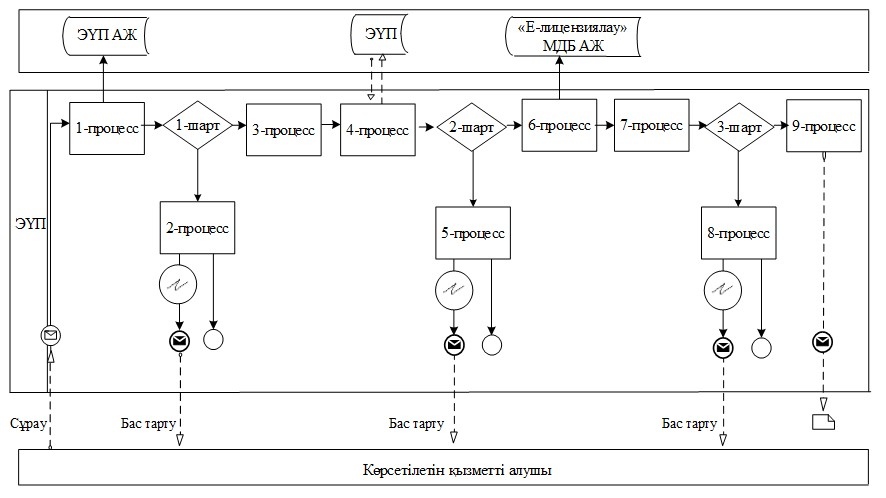 ЭҮП АЖ
ЭҮП
«Е-лицензиялау»
МДБ АЖ
1-процесс
1-шарт
3-процесс
4-процесс
2-шарт
6-процесс
7-процесс
3-шарт
9-процесс
ЭҮП
2-процесс
5-процесс
8-процесс
Сұрау
Бас тарту
Бас тарту
Бас тарту
Көрсетілетін қызметті алушы